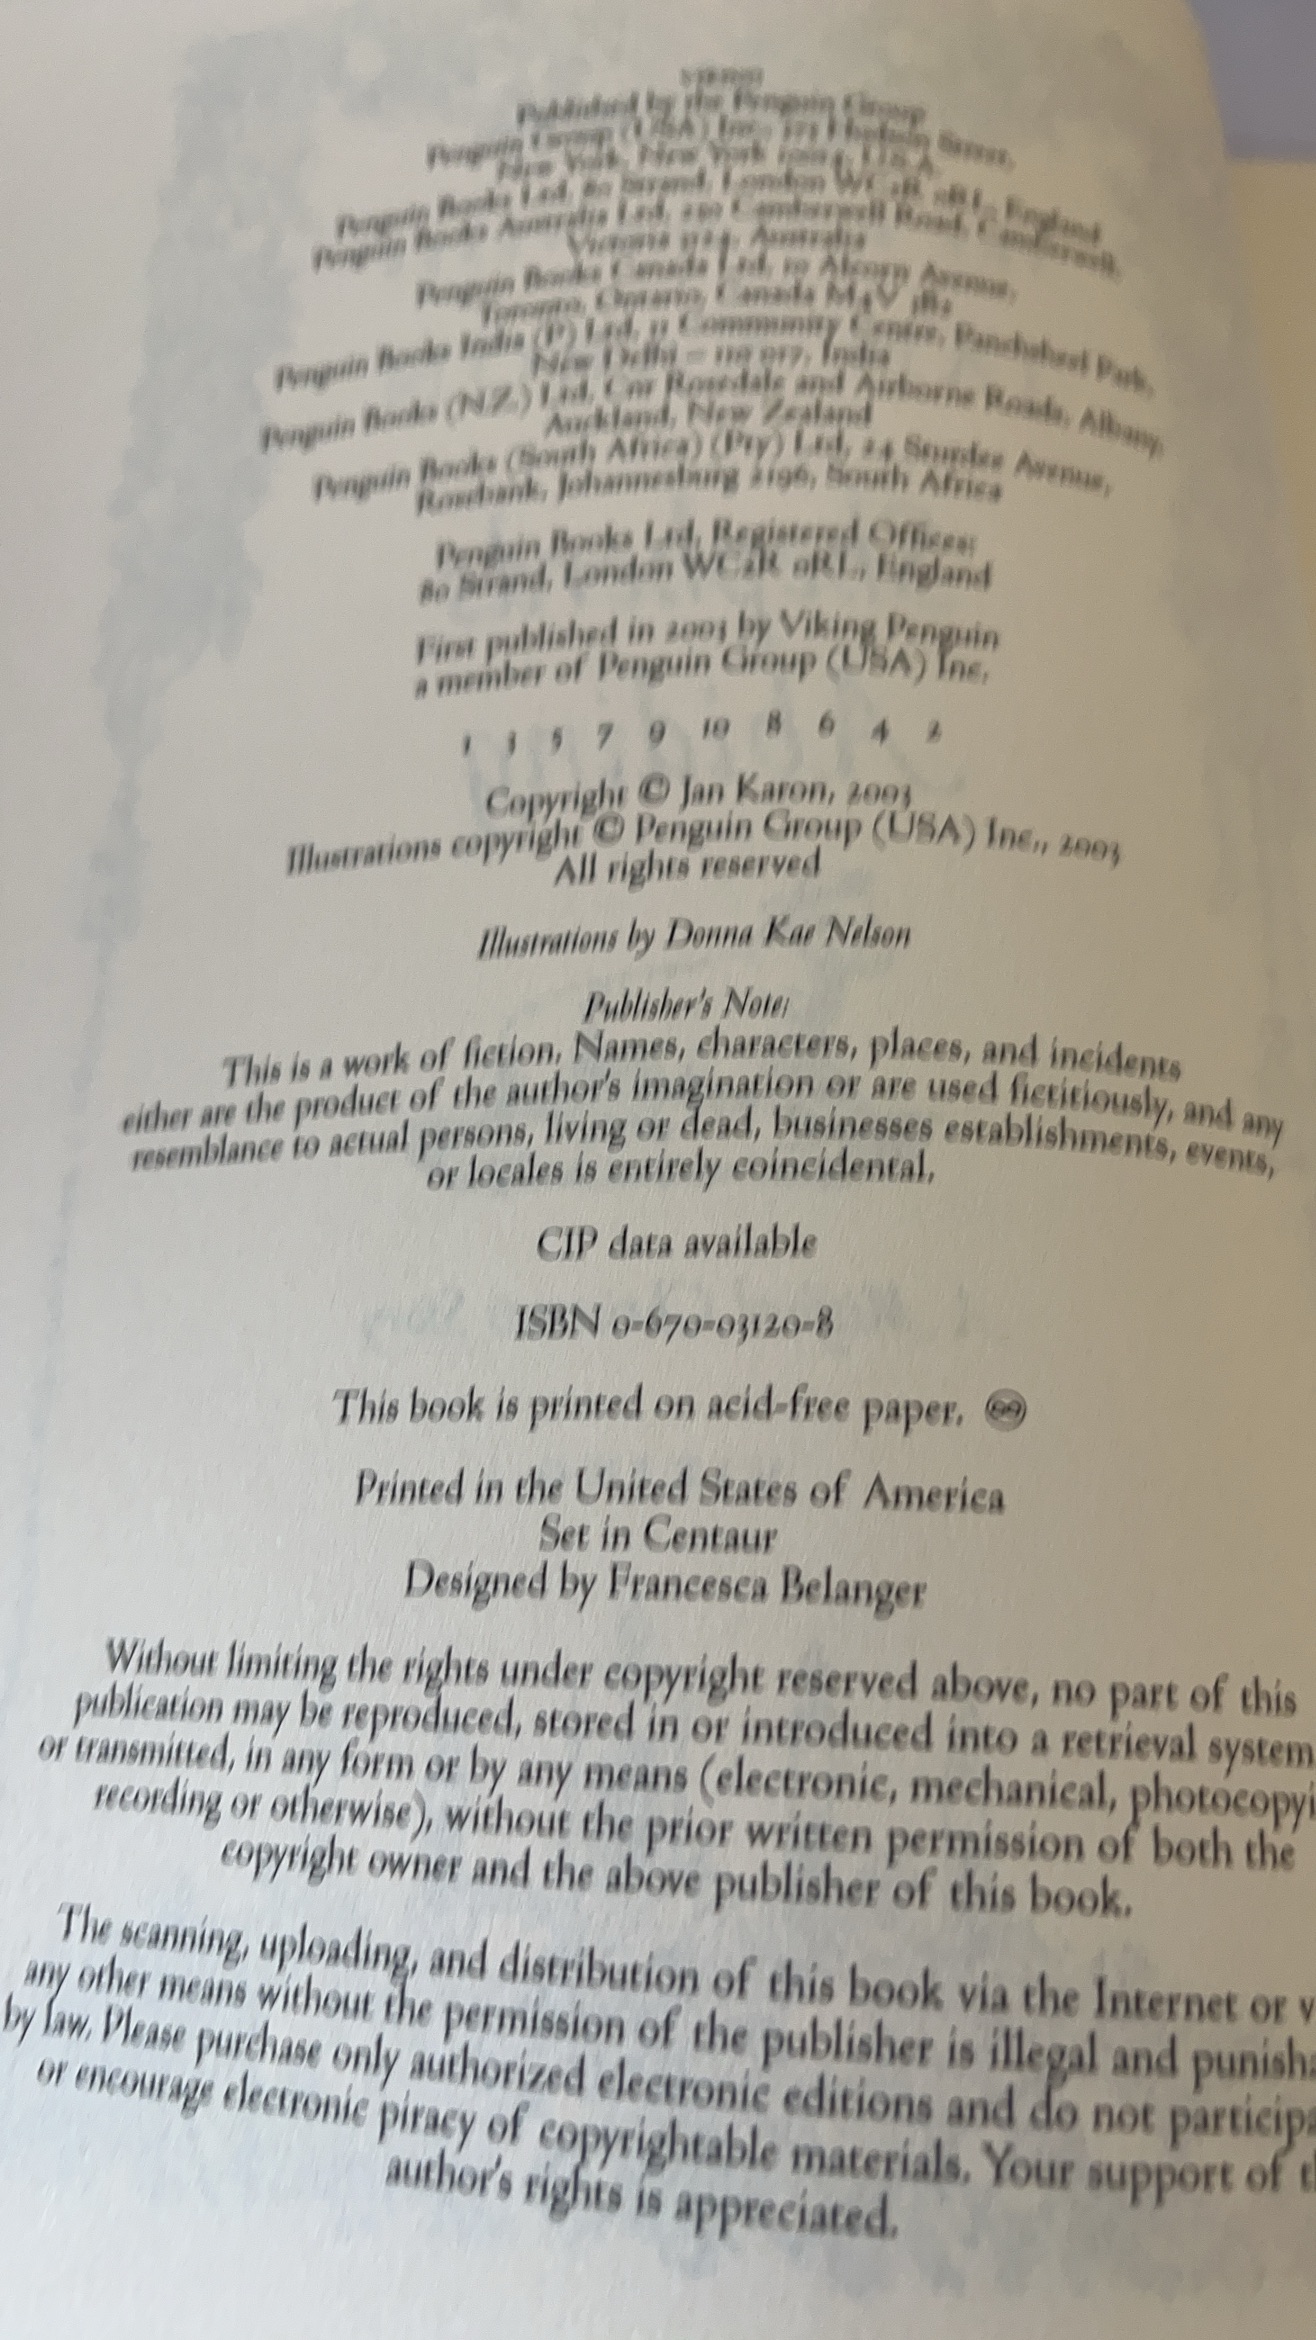 VIKING
Published by the Penguin Group
Penguin Group (USA) Inc., 375 Hudson Street,
New York, New York 10014, U.S.A.
Penguin Books Ltd, 80 Strand, London WC2R 0RL, England
Penguin Books Australia Ltd, 250 Camberwell Road, Camberwell,
Victoria 3124, Australia
Penguin Books Canada Ltd, 10 Alcorn Avenue,
Toronto, Ontario, Canada M4V 3B2
Penguin Books India (P) Ltd, 11 Community Centre, Panchsheel Park,
New Delhi – 110 017, India
Penguin Books (N.Z.) Ltd, Cnr Rosedale and Airborne Roads, Albany,
Auckland, New Zealand
Penguin Books (South Africa) (Pty) Ltd, 24 Sturdee Avenue,
Rosebank, Johannesburg 2196, South Africa
Penguin Books Ltd, Registered Offices:
80 Strand, London WC2R 0RL, England
First published in 2003 by Viking Penguin
a member of Penguin Group (USA) Inc.
1 3 5 7 9 10 8 6 4 2
Copyright © Jan Karon, 2003
Illustrations copyright © Penguin Group (USA) Inc., 2003
All rights reserved
Illustrations by Donna Kae Nelson
Publisher's Note:
This is a work of fiction. Names, characters, places, and incidents
either are the product of the author's imagination or are used fictitiously, and any
resemblance to actual persons, living or dead, businesses establishments, events,
or locales is entirely coincidental.
CIP data available
ISBN 0-670-03120-8
This book is printed on acid-free paper. ♾
Printed in the United States of America
Set in Centaur
Designed by Francesca Belanger
Without limiting the rights under copyright reserved above, no part of this
publication may be reproduced, stored in or introduced into a retrieval system
or transmitted, in any form or by any means (electronic, mechanical, photocopyi
recording or otherwise), without the prior written permission of both the
copyright owner and the above publisher of this book.
The scanning, uploading, and distribution of this book via the Internet or v
any other means without the permission of the publisher is illegal and punisha
by law. Please purchase only authorized electronic editions and do not participa
or encourage electronic piracy of copyrightable materials. Your support of th
author's rights is appreciated.